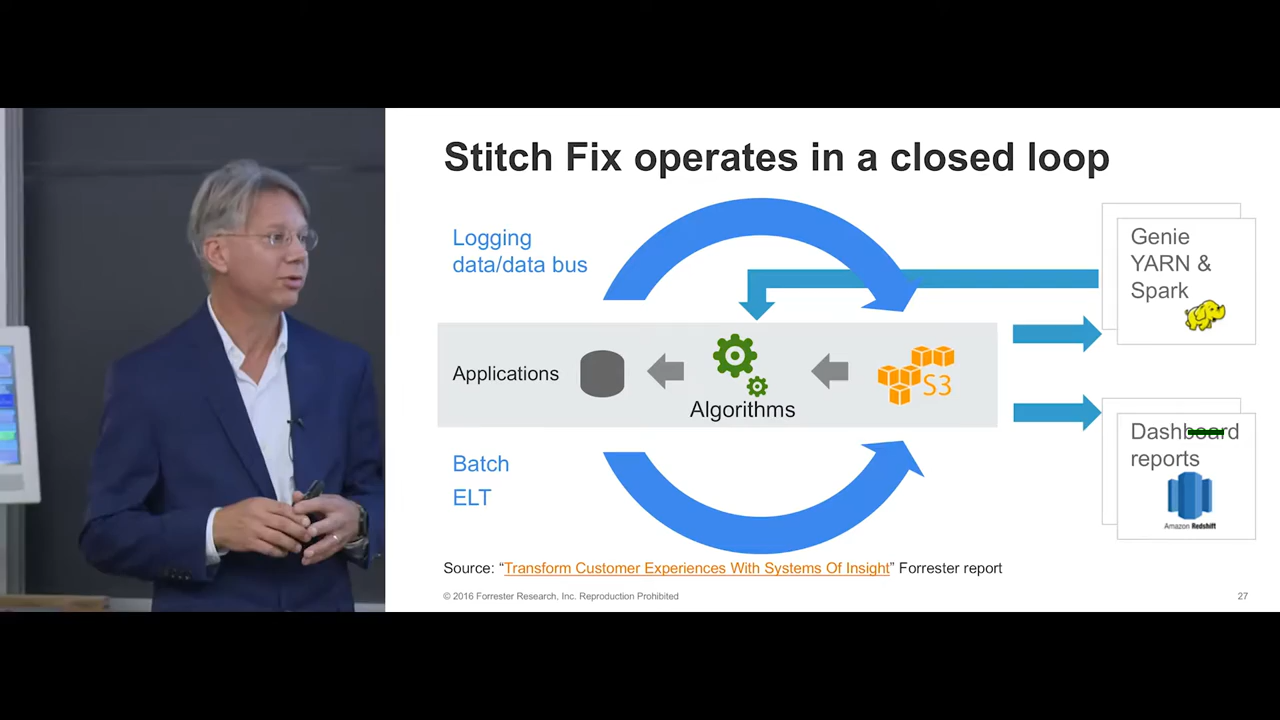 Stitch Fix operates in a closed loop
Logging
data/data bus
Genie
YARN &
Spark
Applications
S3
Algorithms
Batch
ELT
Dashboard
reports
Amazon Redshift
Source: “Transform Customer Experiences With Systems Of Insight” Forrester report
© 2016 Forrester Research, Inc. Reproduction Prohibited
27